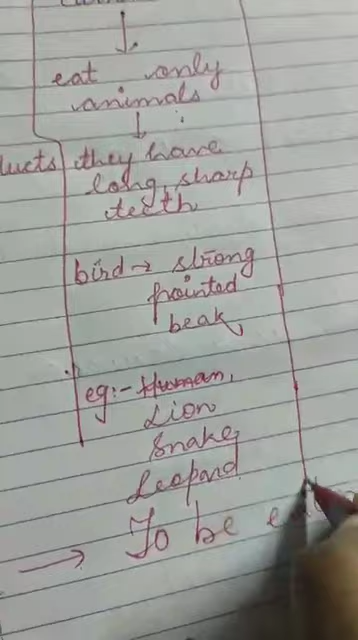 eat only
animals
ducts they have
long, sharp
teeth
bird → strong
pointed
beak,
eg:- Human,
Lion
Snake,
Leopard
→ To be